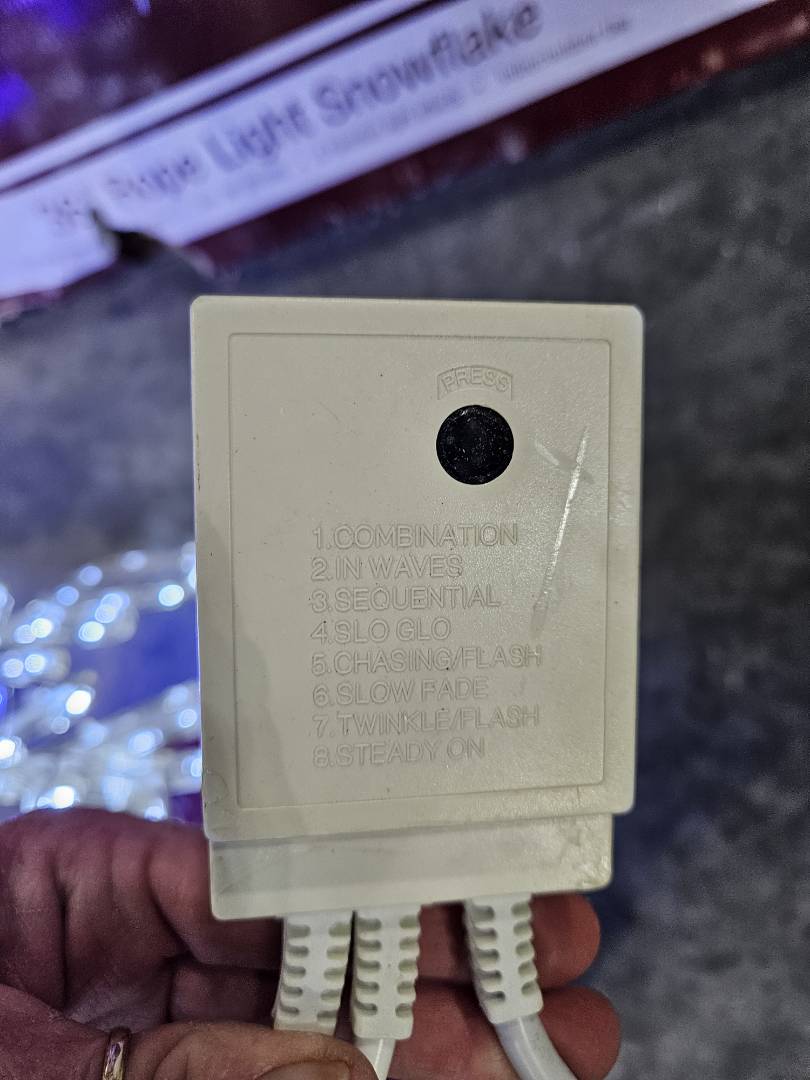 Rope Light Snowflake
PRESS
1.COMBINATION
2.IN WAVES
3.SEQUENTIAL
4.SLO GLO
5.CHASING/FLASH
6.SLOW FADE
7.TWINKLE/FLASH
8.STEADY ON